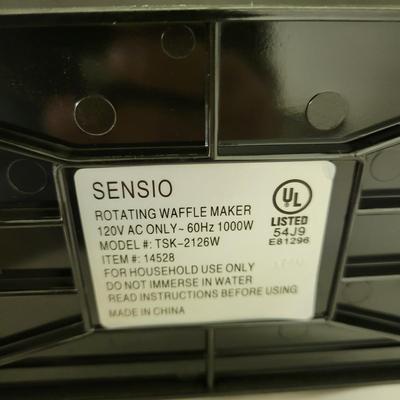 SENSIO
ROTATING WAFFLE MAKER
120V AC ONLY~60Hz 1000W
MODEL #: TSK-2126W
ITEM #: 14528
FOR HOUSEHOLD USE ONLY
DO NOT IMMERSE IN WATER
READ INSTRUCTIONS BEFORE USING
MADE IN CHINA
UL
LISTED
54J9
E81296